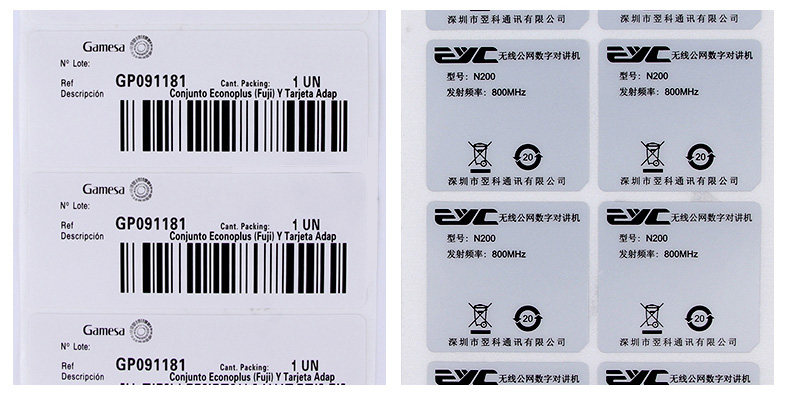 Gamesa
Nº Lote:
Ref GP091181 Cant. Packing: 1 UN
Descripción Conjunto Econoplus (Fuji) Y Tarjeta Adap
Gamesa
Nº Lote:
Ref GP091181 Cant. Packing: 1 UN
Descripción Conjunto Econoplus (Fuji) Y Tarjeta Adap
Gamesa
Nº Lote:
Ref GP091181 Cant. Packing: 1 UN
Descripción Conjunto Econoplus (Fuji) Y Tarjeta Adap
深圳市翌科通讯有限公司
深圳市翌科通讯有限公司
EYC 无线公网数字对讲机
型号：N200
发射频率：800MHz
20
深圳市翌科通讯有限公司
EYC 无线公网数字对讲机
型号：N200
发射频率：800MHz
20
深圳市翌科通讯有限公司
EYC 无线公网数字对讲机
型号：N200
发射频率：800MHz
20
深圳市翌科通讯有限公司
EYC 无线公网数字对讲机
型号：N200
发射频率：800MHz
20
深圳市翌科通讯有限公司
EYC 无线公网数字对讲机
EYC 无线公网数字对讲机